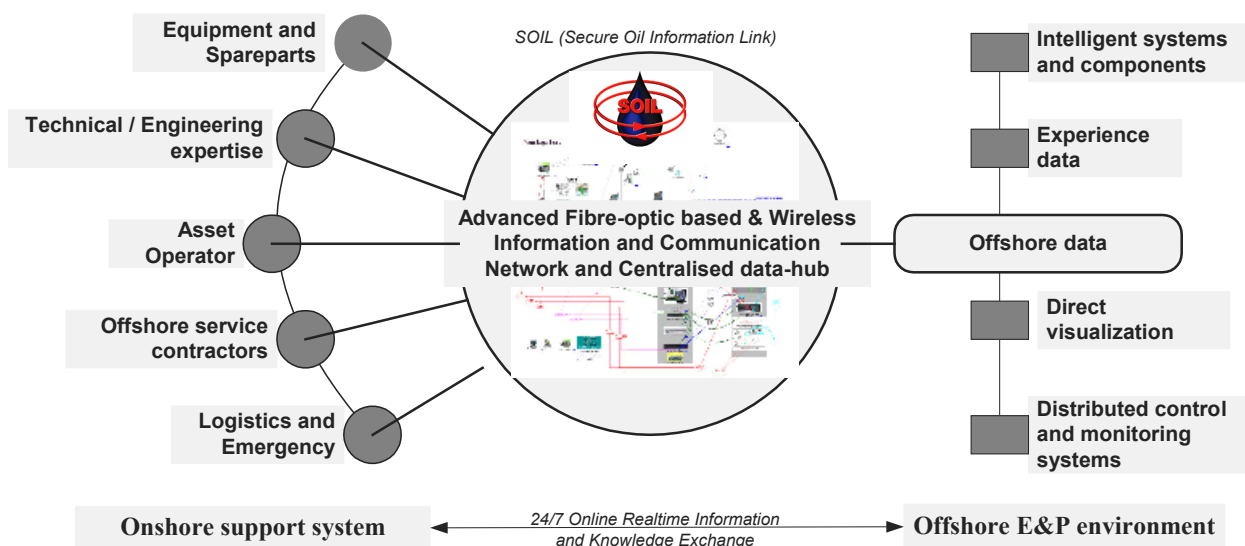 SOIL (Secure Oil Information Link)
Equipment and
Spareparts
Technical / Engineering
expertise
Asset
Operator
Offshore service
contractors
Logistics and
Emergency
SOIL
Advanced Fibre-optic based & Wireless
Information and Communication
Network and Centralised data-hub
Intelligent systems
and components
Experience
data
Offshore data
Direct
visualization
Distributed control
and monitoring
systems
Onshore support system
24/7 Online Realtime Information
and Knowledge Exchange
Offshore E&P environment